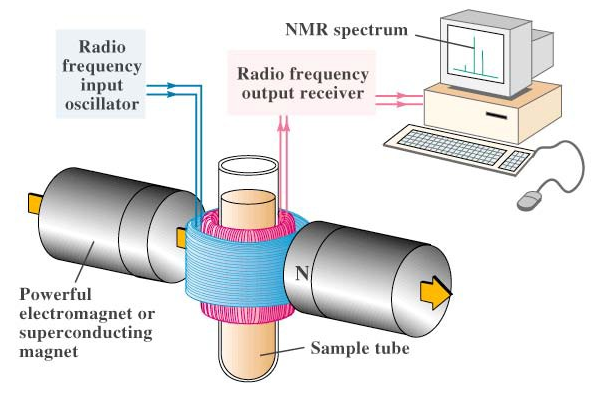 NMR spectrum
Radio
frequency
input
oscillator
Radio frequency
output receiver
N
Powerful
electromagnet or
superconducting
magnet
Sample tube